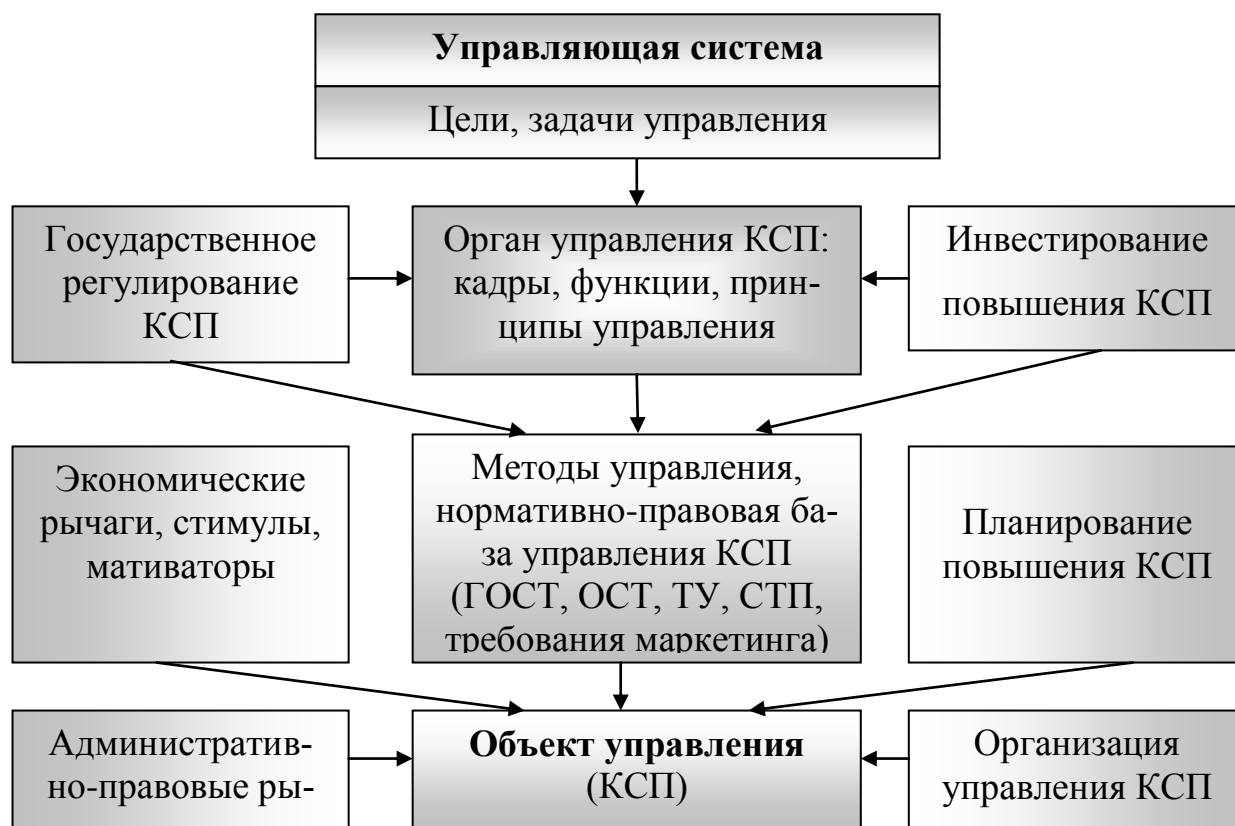 Управляющая система
Цели, задачи управления
Государственное
регулирование
КСП
Орган управления КСП:
кадры, функции, прин-
ципы управления
Инвестирование
повышения КСП
Экономические
рычаги, стимулы,
мативаторы
Методы управления,
нормативно-правовая ба-
за управления КСП
(ГОСТ, ОСТ, ТУ, СТП,
требования маркетинга)
Планирование
повышения КСП
Административ-
но-правовые ры-
Объект управления
(КСП)
Организация
управления КСП